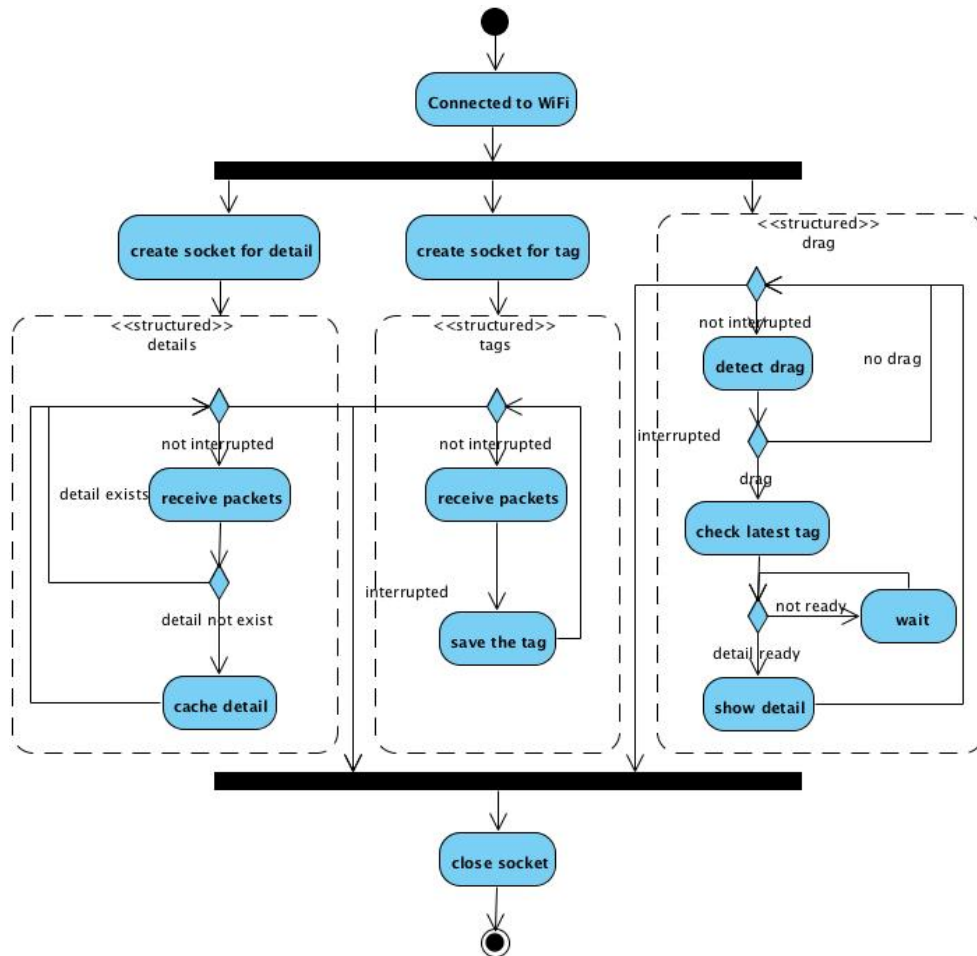 Connected to WiFi
create socket for detail
create socket for tag
<<structured>>
drag
not interrupted
detect drag
no drag
interrupted
drag
check latest tag
not ready
wait
detail ready
show detail
<<structured>>
details
not interrupted
detail exists
receive packets
detail not exist
cache detail
<<structured>>
tags
not interrupted
receive packets
interrupted
save the tag
close socket